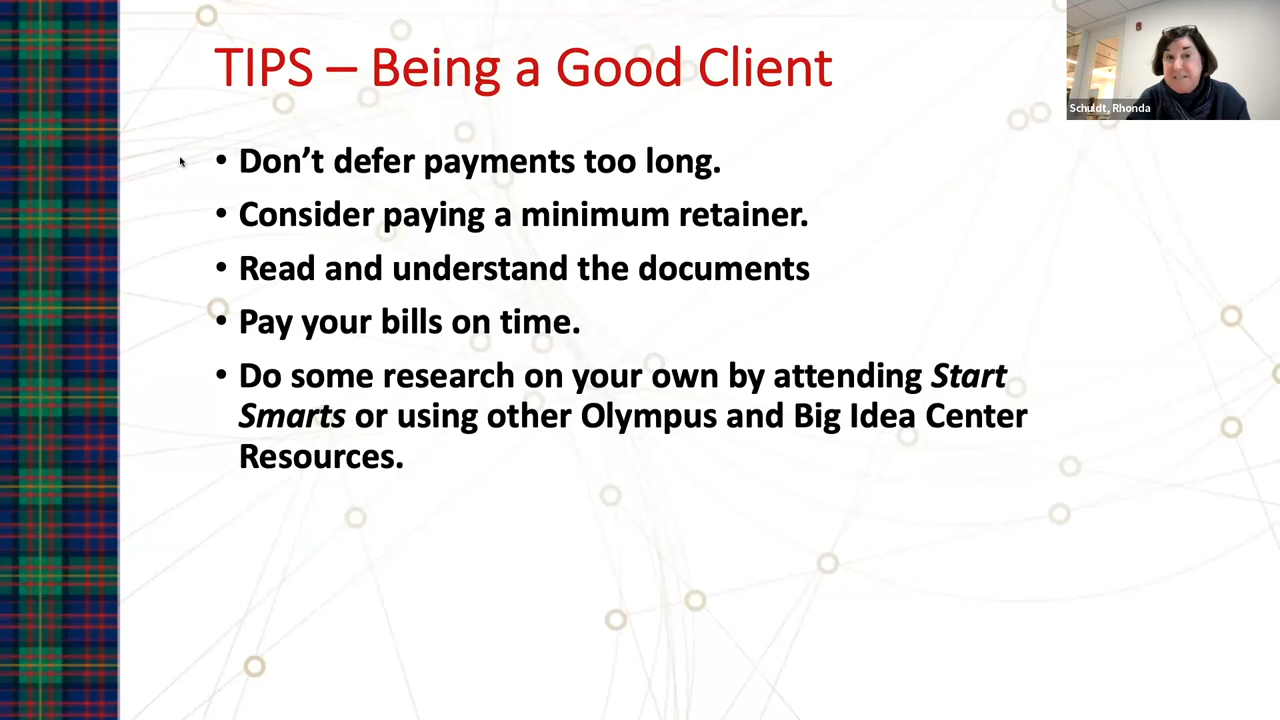 TIPS – Being a Good Client
Schuldt, Rhonda
• Don’t defer payments too long.
• Consider paying a minimum retainer.
• Read and understand the documents
• Pay your bills on time.
• Do some research on your own by attending Start
Smarts or using other Olympus and Big Idea Center
Resources.